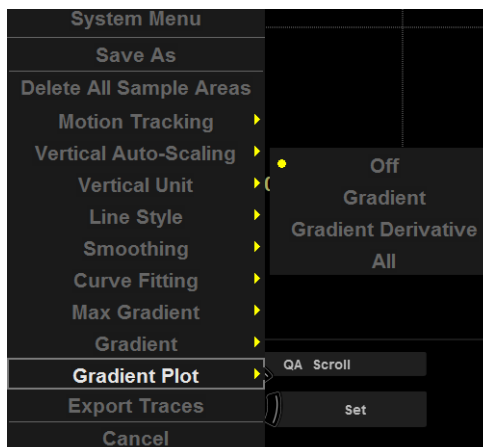 System Menu
Save As
Delete All Sample Areas
Motion Tracking
Vertical Auto-Scaling
Vertical Unit
Line Style
Smoothing
Curve Fitting
Max Gradient
Gradient
Gradient Plot
Export Traces
Cancel
Off
Gradient
Gradient Derivative
All
QA Scroll
Set